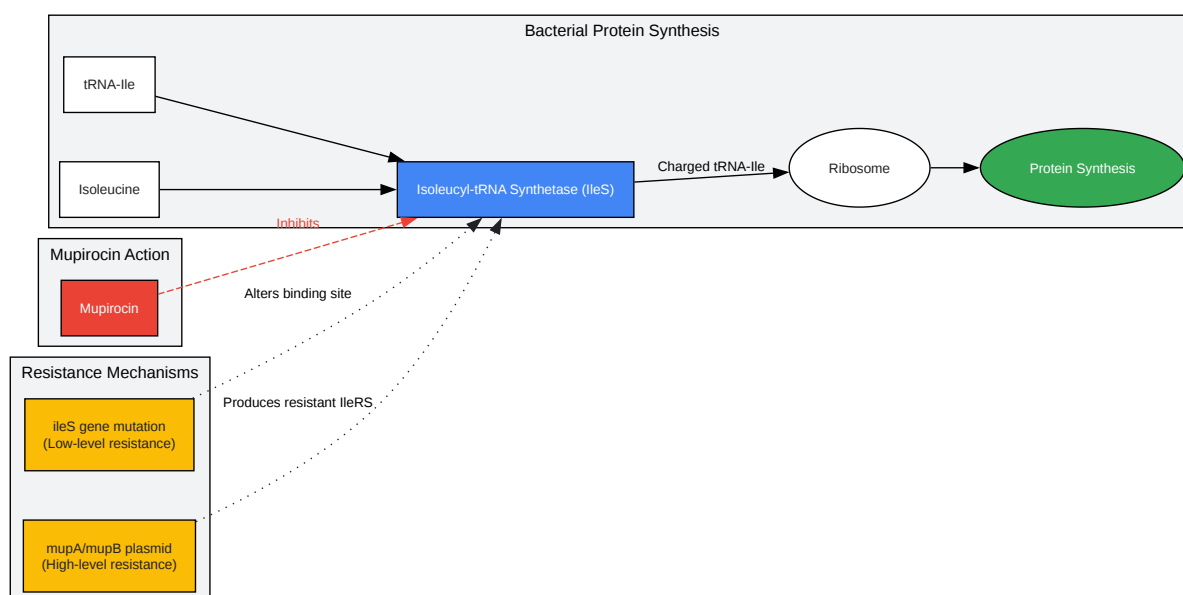 Bacterial Protein Synthesis
tRNA-Ile
Isoleucine
Isoleucyl-tRNA Synthetase (IleS)
Charged tRNA-Ile
Ribosome
Protein Synthesis
Inhibits
Mupirocin Action
Mupirocin
Alters binding site
Resistance Mechanisms
Produces resistant IleRS
ileS gene mutation
(Low-level resistance)
mupA/mupB plasmid
(High-level resistance)